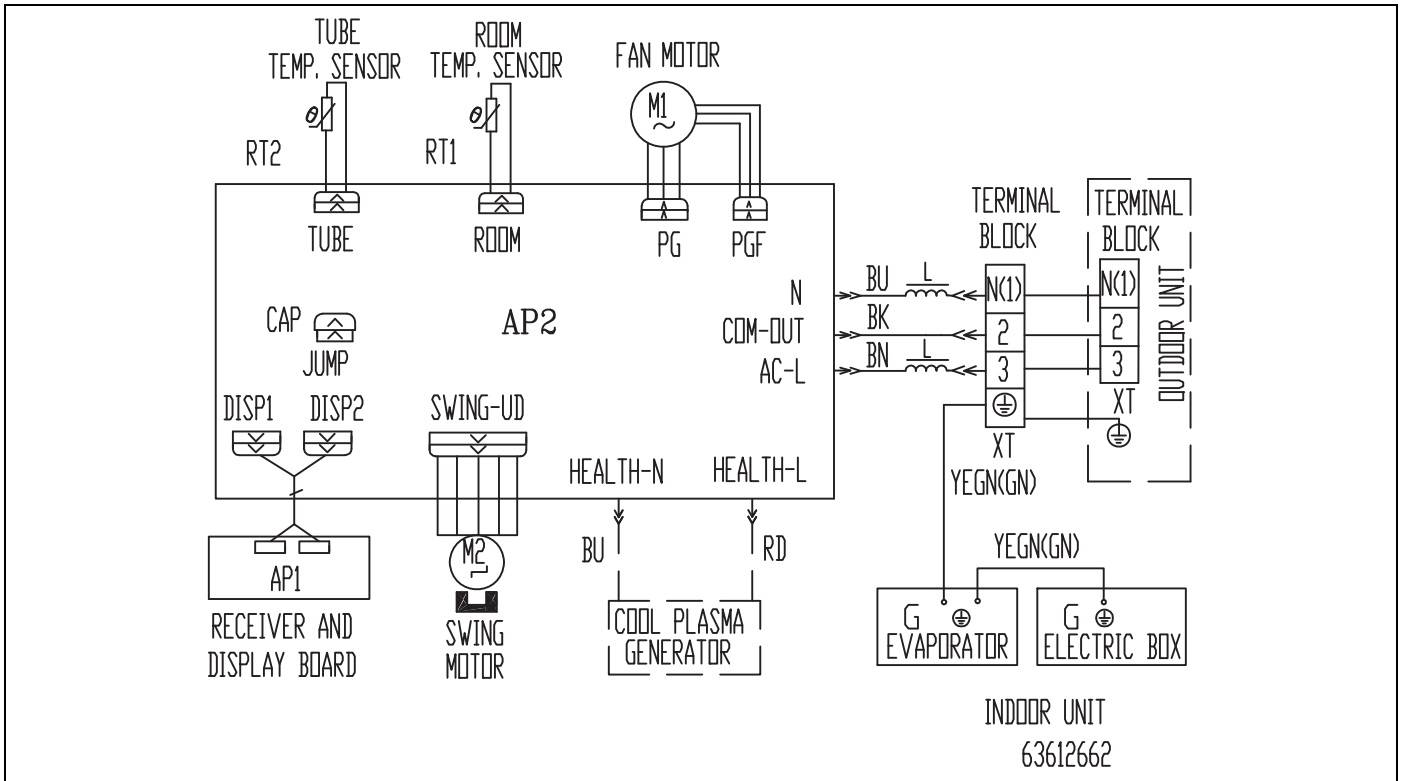 TUBE
TEMP. SENSOR
ROOM
TEMP. SENSOR
FAN MOTOR
θ
θ
M1
RT2
RT1
TUBE
ROOM
PG
PGF
TERMINAL
BLOCK
TERMINAL
BLOCK
OUTDOOR UNIT
CAP
JUMP
AP2
N
COM-OUT
AC-L
BU
L
BK
BN
L
N(1)
2
3
XT
N(1)
2
3
XT
DISP1
DISP2
SWING-UD
HEALTH-N
HEALTH-L
YEGN(GN)
AP1
RECEIVER AND
DISPLAY BOARD
M2
SWING
MOTOR
BU
RD
COOL PLASMA
GENERATOR
YEGN(GN)
G
EVAPORATOR
G
ELECTRIC BOX
INDOOR UNIT
63612662